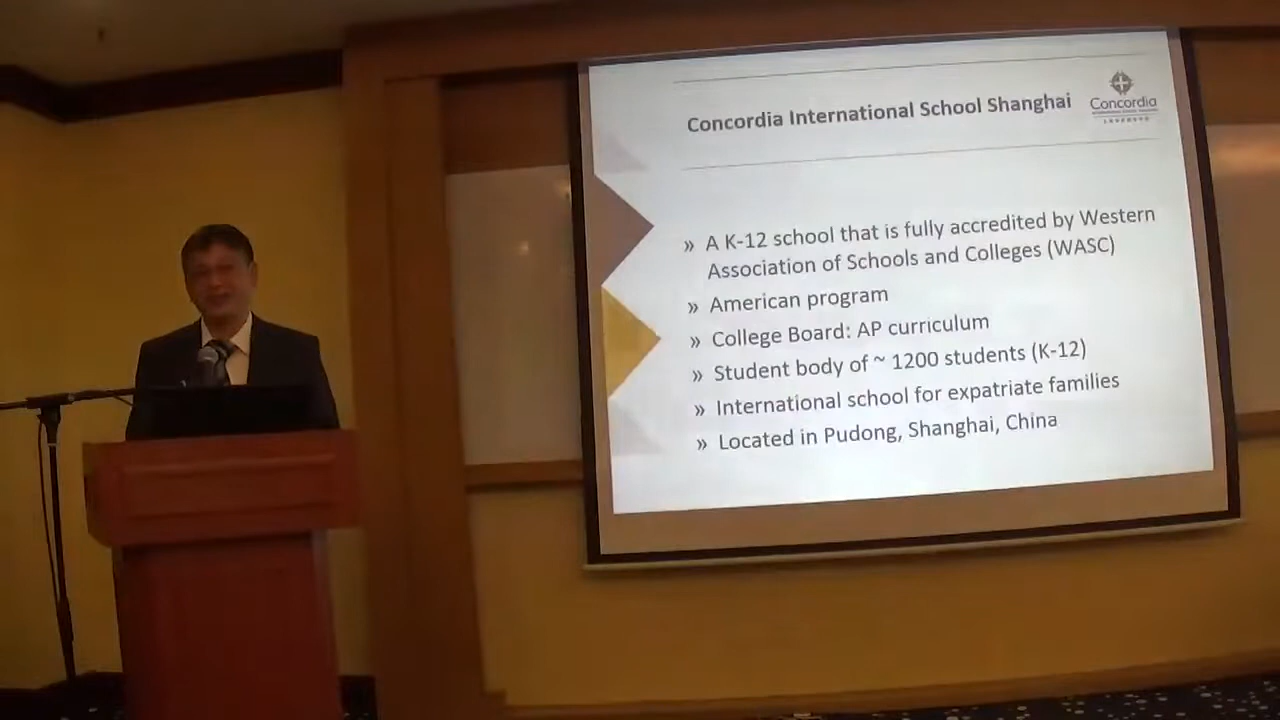 Concordia International School Shanghai
Concordia
» A K-12 school that is fully accredited by Western
Association of Schools and Colleges (WASC)
» American program
» College Board: AP curriculum
» Student body of ~ 1200 students (K-12)
» International school for expatriate families
» Located in Pudong, Shanghai, China